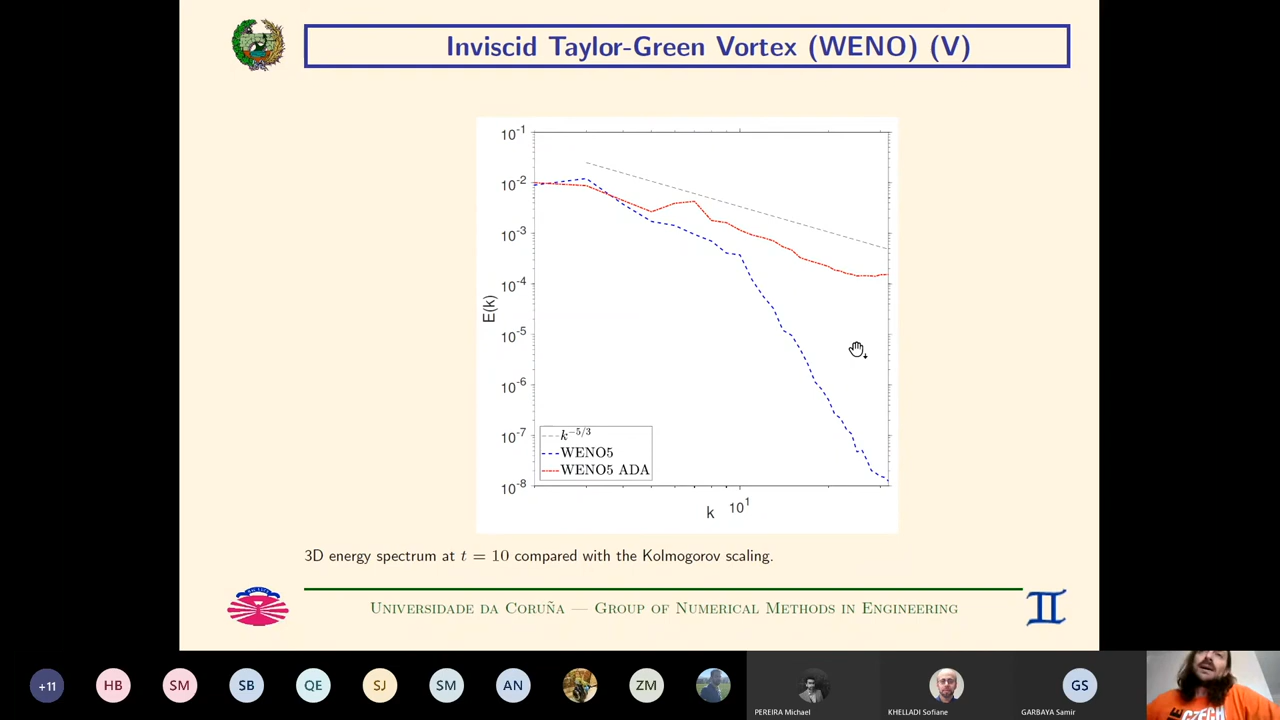 Inviscid Taylor-Green Vortex (WENO) (V)
10-1
10-2
10-3
10-4
10-5
10-6
10-7
10-8
E(k)
k-5/3
WENO5
WENO5 ADA
k
101
3D energy spectrum at t = 10 compared with the Kolmogorov scaling.
Universidade da Coruña — Group of Numerical Methods in Engineering
+11
HB
SM
SB
QE
SJ
SM
AN
ZM
GS
PEREIRA Michael
KHELLADI Sofiane
GARBAYA Samir
CZECH